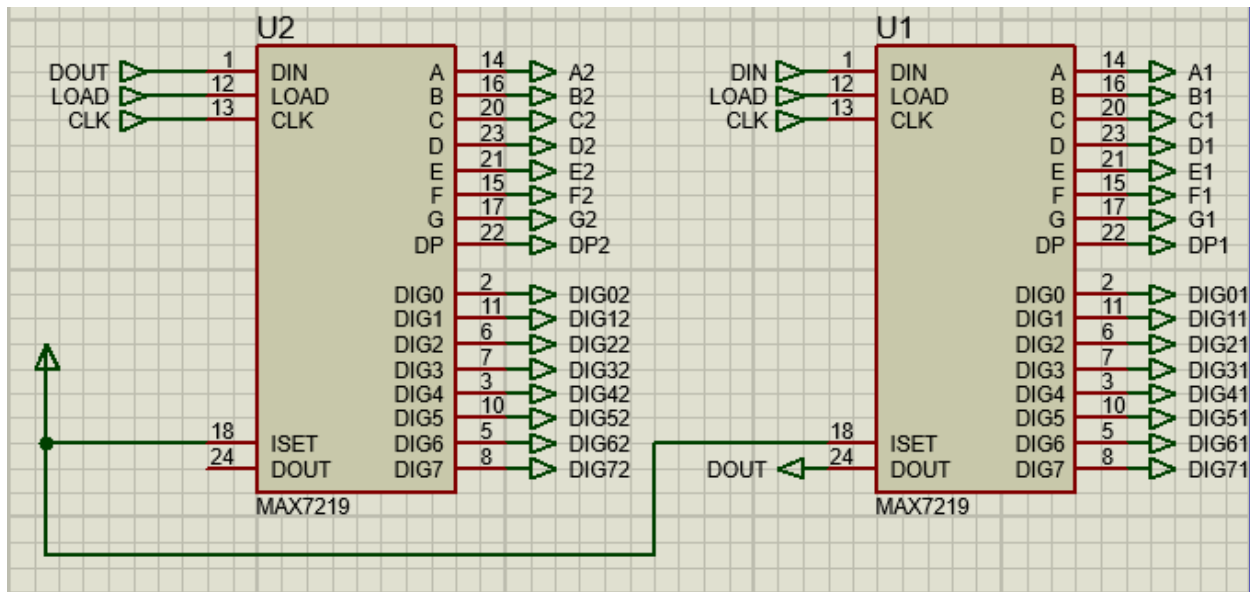 U2
DOUT 1 DIN A 14 A2
LOAD 12 LOAD B 16 B2
CLK 13 CLK C 20 C2
D 23 D2
E 21 E2
F 15 F2
G 17 G2
DP 22 DP2
DIG0 2 DIG02
DIG1 11 DIG12
DIG2 6 DIG22
DIG3 7 DIG32
DIG4 3 DIG42
DIG5 10 DIG52
18 ISET DIG6 5 DIG62
24 DOUT DIG7 8 DIG72
MAX7219
U1
DIN 1 DIN A 14 A1
LOAD 12 LOAD B 16 B1
CLK 13 CLK C 20 C1
D 23 D1
E 21 E1
F 15 F1
G 17 G1
DP 22 DP1
DIG0 2 DIG01
DIG1 11 DIG11
DIG2 6 DIG21
DIG3 7 DIG31
DIG4 3 DIG41
DIG5 10 DIG51
18 ISET DIG6 5 DIG61
DOUT 24 DOUT DIG7 8 DIG71
MAX7219